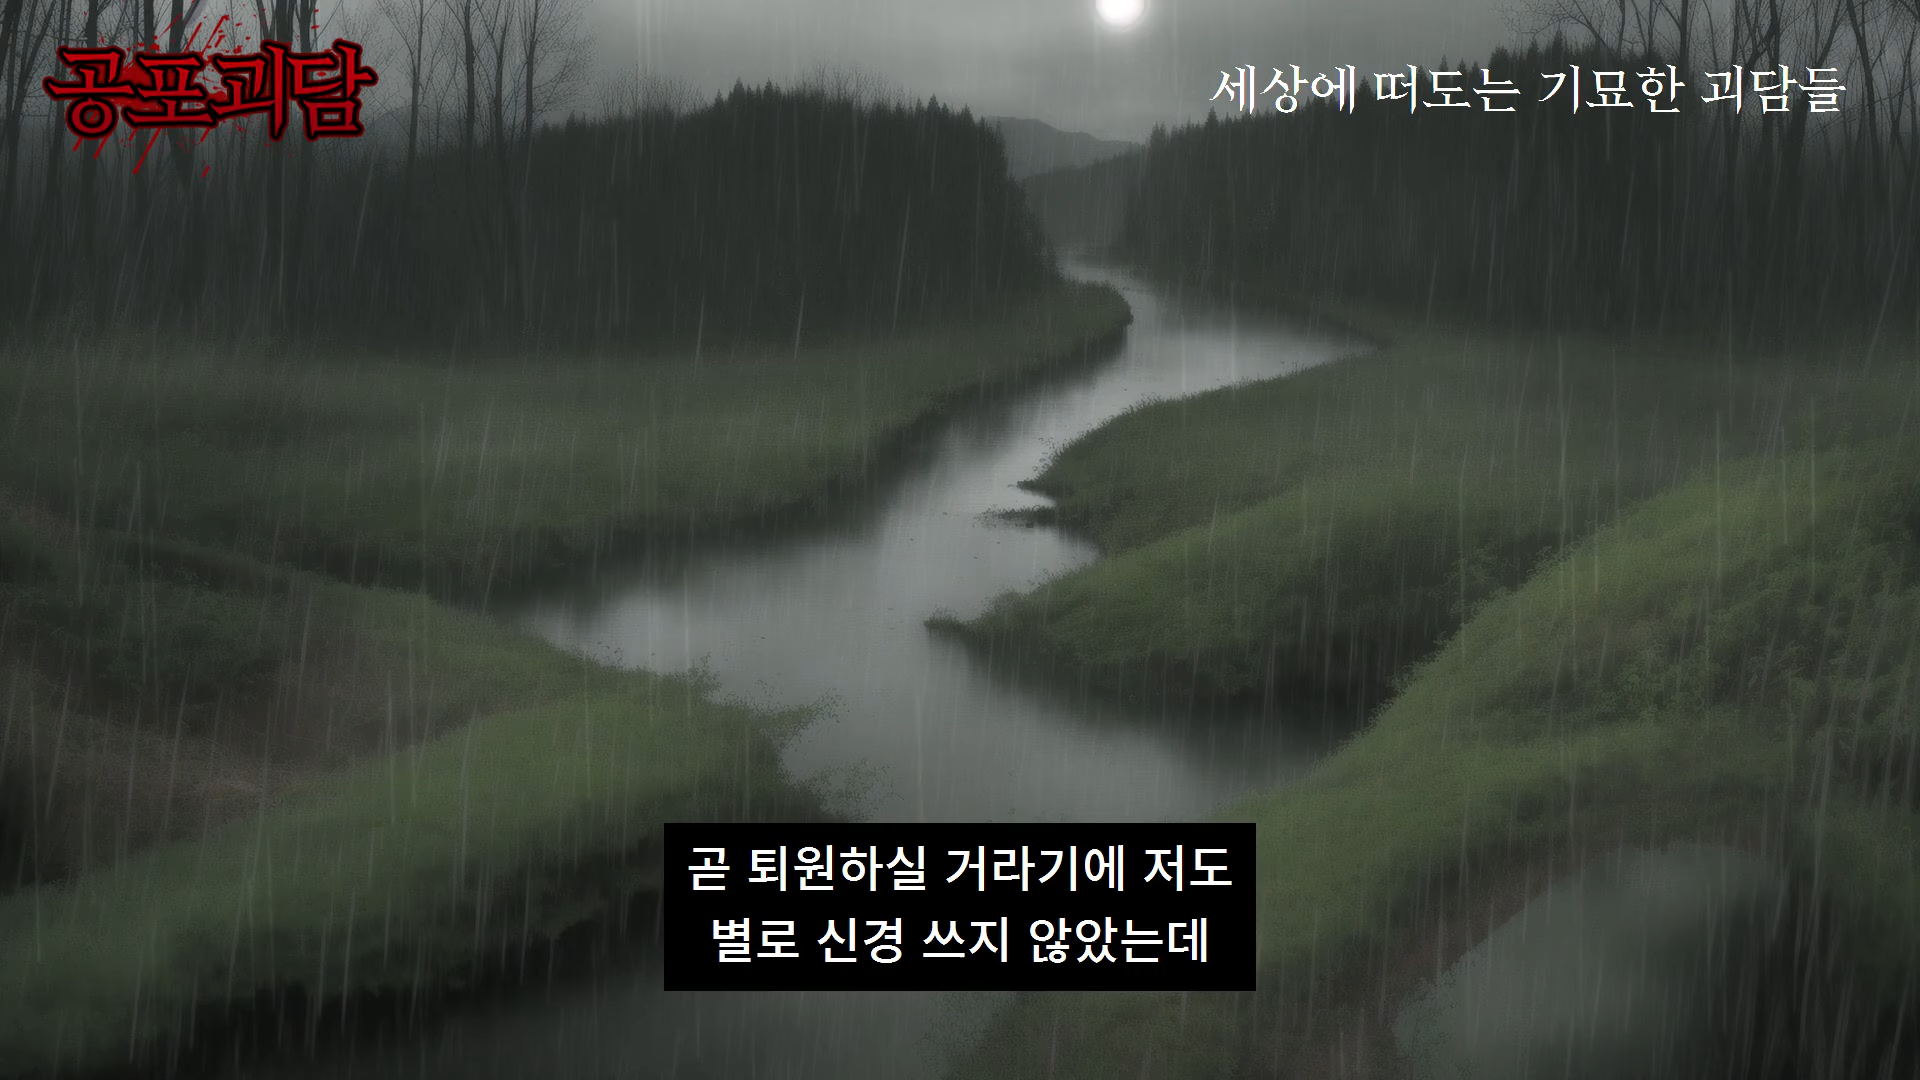 공포괴담
세상에 떠도는 기묘한 괴담들
곧 퇴원하실 거라기에 저도
별로 신경 쓰지 않았는데